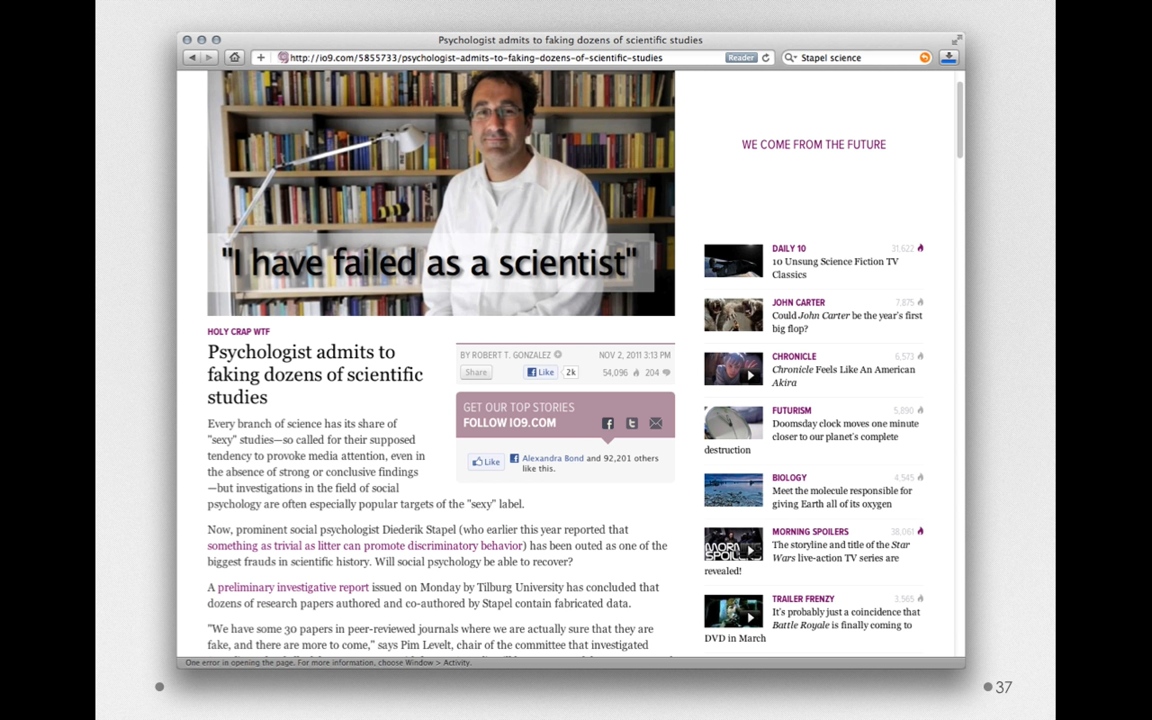 Psychologist admits to faking dozens of scientific studies
http://io9.com/5855733/psychologist-admits-to-faking-dozens-of-scientific-studies
Reader
Stapel science
"I have failed as a scientist"
HOLY CRAP WTF
Psychologist admits to
faking dozens of scientific
studies
BY ROBERT T. GONZALEZ
NOV 2, 2011 3:13 PM
Share
Like
2k
54,096
204
GET OUR TOP STORIES
FOLLOW IO9.COM
Like
Alexandra Bond and 92,201 others
like this.
Every branch of science has its share of
"sexy" studies—so called for their supposed
tendency to provoke media attention, even in
the absence of strong or conclusive findings
—but investigations in the field of social
psychology are often especially popular targets of the "sexy" label.
Now, prominent social psychologist Diederik Stapel (who earlier this year reported that
something as trivial as litter can promote discriminatory behavior) has been outed as one of the
biggest frauds in scientific history. Will social psychology be able to recover?
A preliminary investigative report issued on Monday by Tilburg University has concluded that
dozens of research papers authored and co-authored by Stapel contain fabricated data.
"We have some 30 papers in peer-reviewed journals where we are actually sure that they are
fake, and there are more to come," says Pim Levelt, chair of the committee that investigated
WE COME FROM THE FUTURE
DAILY 10
31,622
10 Unsung Science Fiction TV
Classics
JOHN CARTER
7,875
Could John Carter be the year's first
big flop?
CHRONICLE
6,573
Chronicle Feels Like An American
Akira
FUTURISM
5,890
Doomsday clock moves one minute
closer to our planet's complete
destruction
BIOLOGY
4,545
Meet the molecule responsible for
giving Earth all of its oxygen
MORNING SPOILERS
38,061
The storyline and title of the Star
Wars live-action TV series are
revealed!
TRAILER FRENZY
3,565
It's probably just a coincidence that
Battle Royale is finally coming to
DVD in March
One error in opening the page. For more information, choose Window > Activity.
37